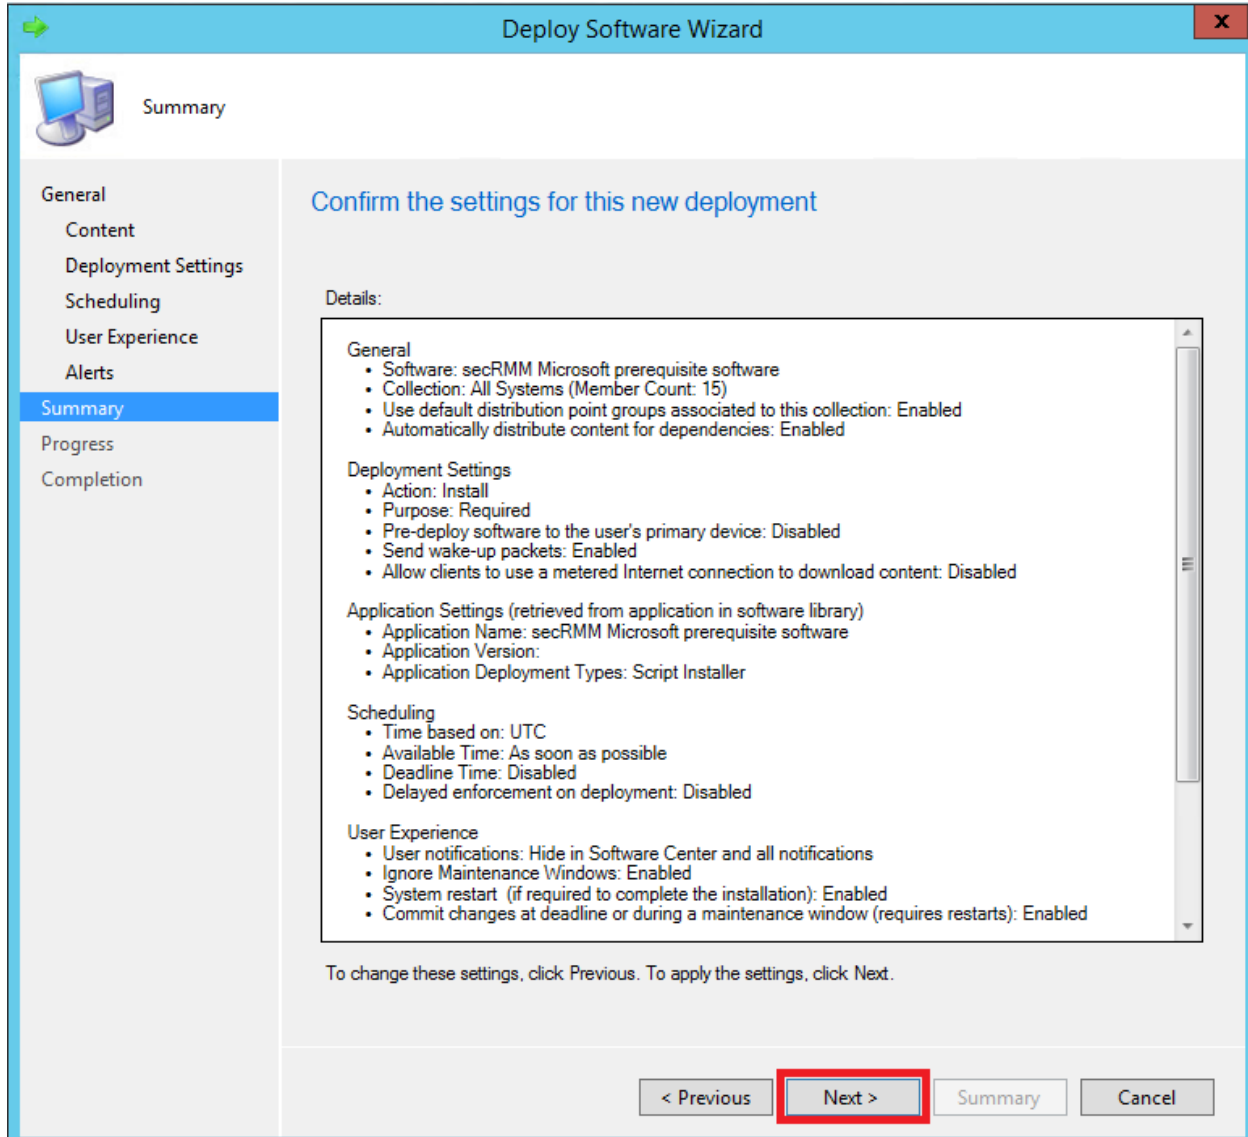 Deploy Software Wizard
x
Summary
General
Content
Deployment Settings
Scheduling
User Experience
Alerts
Summary
Progress
Completion
Confirm the settings for this new deployment
Details:
General
• Software: secRMM Microsoft prerequisite software
• Collection: All Systems (Member Count: 15)
• Use default distribution point groups associated to this collection: Enabled
• Automatically distribute content for dependencies: Enabled
Deployment Settings
• Action: Install
• Purpose: Required
• Pre-deploy software to the user's primary device: Disabled
• Send wake-up packets: Enabled
• Allow clients to use a metered Internet connection to download content: Disabled
Application Settings (retrieved from application in software library)
• Application Name: secRMM Microsoft prerequisite software
• Application Version:
• Application Deployment Types: Script Installer
Scheduling
• Time based on: UTC
• Available Time: As soon as possible
• Deadline Time: Disabled
• Delayed enforcement on deployment: Disabled
User Experience
• User notifications: Hide in Software Center and all notifications
• Ignore Maintenance Windows: Enabled
• System restart  (if required to complete the installation): Enabled
• Commit changes at deadline or during a maintenance window (requires restarts): Enabled
To change these settings, click Previous. To apply the settings, click Next.
< Previous
Next >
Summary
Cancel